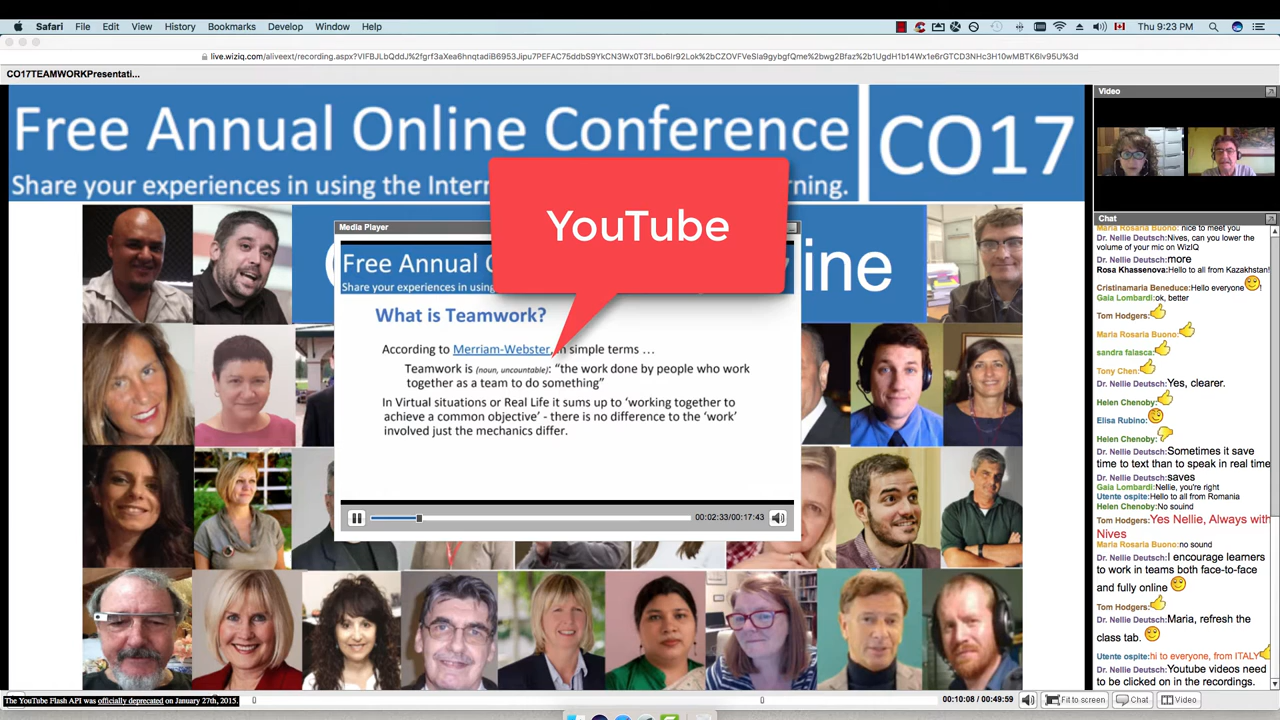 Safari File Edit View History Bookmarks Develop Window Help
Thu 9:23 PM
CO17TEAMWORKPresentati...
Free Annual Online Conference
CO17
Share your experiences in using the Intern
rning.
line
Media Player
Free Annual O
Share your experiences in using
What is Teamwork?
According to Merriam-Webster, in simple terms …
Teamwork is (noun, uncountable): “the work done by people who work
together as a team to do something”
In Virtual situations or Real Life it sums up to ‘working together to
achieve a common objective’ - there is no difference to the ‘work’
involved just the mechanics differ.
00:02:33/00:17:43
YouTube
Video
Chat
Maria Rosaria Buono: nice to meet you
Dr. Nellie Deutsch:Nives, can you lower the
volume of your mic on WizIQ
Dr. Nellie Deutsch:more
Rosa Khassenova:Hello to all from Kazakhstan!
Cristinamaria Beneduce:Hello everyone !
Gaia Lombardi:ok, better
Tom Hodgers:
Maria Rosaria Buono:
sandra falasca:
Tony Chen:
Dr. Nellie Deutsch:Yes, clearer.
Helen Chenoby:
Elisa Rubino:
Helen Chenoby:
Dr. Nellie Deutsch:Sometimes it save
time to text than to speak in real time
Dr. Nellie Deutsch:saves
Gaia Lombardi:Nellie, you're right
Utente ospite:Hello to all from Romania
Helen Chenoby:No souind
Tom Hodgers:Yes Nellie, Always with
Nives
Maria Rosaria Buono:no sound
Dr. Nellie Deutsch:I encourage learners
to work in teams both face-to-face
and fully online
Tom Hodgers:
Dr. Nellie Deutsch:Maria, refresh the
class tab.
Utente ospite:hi to everyone, from ITALY
Dr. Nellie Deutsch:Youtube videos need
to be clicked on in the recordings.
The YouTube Flash API was officially deprecated on January 27th, 2015.
00:10:08 / 00:49:59
Fit to screen
Chat
Video